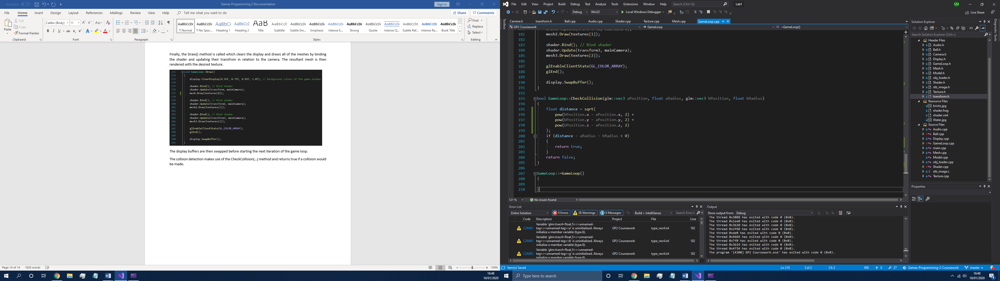 AutoSave Off
Games Programming 2 Documentation
Sign in
File Home Insert Design Layout References Mailings Review View Help Tell me what you want to do
Share Comments
Paste
Cut
Copy
Format Painter
Clipboard
Calibri (Body) 11
Font
Paragraph
AaBbCcDc AaBbCcDc AaBbCc AaBbCcD AaB AaBbCcD AaBbCcDc AaBbCcDc AaBbCcDc AaBbCcDc AaBbCcDc AaBbCcDc AaBbCcDc AaBbCcDc AaBbCcDc
¶ Normal ¶ No Spac... Heading 1 Heading 2 Title Subtitle Subtle Em... Emphasis Intense E... Strong Quote Intense Q... Subtle Ref... Intense Re... Book Title
Styles
Find
Replace
Select
Editing
Finally, the Draw() method is called which clears the display and draws all of the meshes by binding
the shader and updating their transfrom in relation to the camera. The resultant mesh is then
rendered with the desired texture.
171 void GameLoop::Draw()
172 {
173 display.ClearDisplay(0.56f, 0.79f, 0.89f, 1.0f); // Background colour of the game window
174
175 shader.Bind(); // Bind shader
176 shader.Update(transform, mainCamera);
177 mesh.Draw(textures[0]);
178
179 shader.Bind(); // Bind shader
180 shader.Update(transform2, mainCamera);
181 mesh2.Draw(textures[1]);
182
183 shader.Bind(); // Bind shader
184 shader.Update(transform3, mainCamera);
185 mesh3.Draw(textures[2]);
186
187 glEnableClientState(GL_COLOR_ARRAY);
188 glEnd();
189
190 display.SwapBuffer();
191 }
The display buffers are then swapped before starting the next iteration of the game loop.
The collsion detection makes use of the CheckCollision(...) method and returns true if a collision would
be made.
Page 14 of 14 1630 words
100%
16:48
10/01/2020
File Edit View Project Build Debug Test Analyze Tools Extensions Window Help
Search (Ctrl+Q)
Lab1
SM
Debug Win32 Local Windows Debugger
Live Share
Toolbox
Camera.h transform.h Ball.cpp Audio.cpp Shader.cpp Texture.cpp Mesh.cpp GameLoop.cpp
GP2 Coursework GameLoop ~GameLoop()
181 mesh2.Draw(textures[1]);
182
183 shader.Bind(); // Bind shader
184 shader.Update(transform3, mainCamera);
185 mesh3.Draw(textures[2]);
186
187 glEnableClientState(GL_COLOR_ARRAY);
188 glEnd();
189
190 display.SwapBuffer();
191 }
192
193 bool GameLoop::CheckCollision(glm::vec3 aPosition, float aRadius, glm::vec3 bPosition, float bRadius)
194 {
195 float distance = sqrt(
196 pow(bPosition.x - aPosition.x, 2) +
197 pow(bPosition.y - aPosition.y, 2) +
198 pow(bPosition.z - aPosition.z, 2)
199 );
200 if (distance - aRadius - bRadius < 0)
201 {
202 return true;
203 }
204 return false;
205 }
206
207 GameLoop::~GameLoop()
208 {
209
210 }
121 % No issues found
Error List
Entire Solution 0 Errors 28 Warnings 0 Messages Build + IntelliSense Search Error L
Code Description Project File Line
C26495 Variable 'glm::tvec4<float,5>::<unnamed-
tag>::<unnamed-tag>::a' is uninitialized. Always
initialize a member variable (type.6). GP2 Coursework type_vec4.inl 182
C26495 Variable 'glm::tvec4<float,5>::<unnamed-
tag>::<unnamed-tag>::b' is uninitialized. Always
initialize a member variable (type.6). GP2 Coursework type_vec4.inl 182
C26495 Variable 'glm::tvec4<float,5>::<unnamed-
tag>::<unnamed-tag>::g' is uninitialized. Always
initialize a member variable (type.6). GP2 Coursework type_vec4.inl 182
Output
Show output from: Debug
The thread 0x3088 has exited with code 0 (0x0).
The thread 0x1ee0 has exited with code 0 (0x0).
The thread 0x3b10 has exited with code 0 (0x0).
The thread 0x2f68 has exited with code 0 (0x0).
The thread 0xde0 has exited with code 0 (0x0).
The thread 0x4664 has exited with code 0 (0x0).
The thread 0x7f0 has exited with code 0 (0x0).
The thread 0x3b14 has exited with code 0 (0x0).
The thread 0x4734 has exited with code 0 (0x0).
The program '[4300] GP2 Coursework.exe' has exited with code 0 (0x0).
Solution Explorer
Search Solution Explorer (Ctrl+;)
Header Files
Audio.h
Ball.h
Camera.h
Display.h
GameLoop.h
Mesh.h
Model.h
obj_loader.h
Shader.h
stb_image.h
Texture.h
transform.h
Resource Files
bricks.jpg
shader.frag
shader.vert
Water.jpg
Source Files
Audio.cpp
Ball.cpp
Display.cpp
GameLoop.cpp
main.cpp
Mesh.cpp
Model.cpp
obj_loader.cpp
Shader.cpp
stb_image.c
Texture.cpp
Properties
Diagnostic Tools
Item(s) Saved
Ln 210 Col 2 Ch 2 INS 0 27 Games-Programming-2-Coursework master 1
Type here to search
16:48
10/01/2020
4